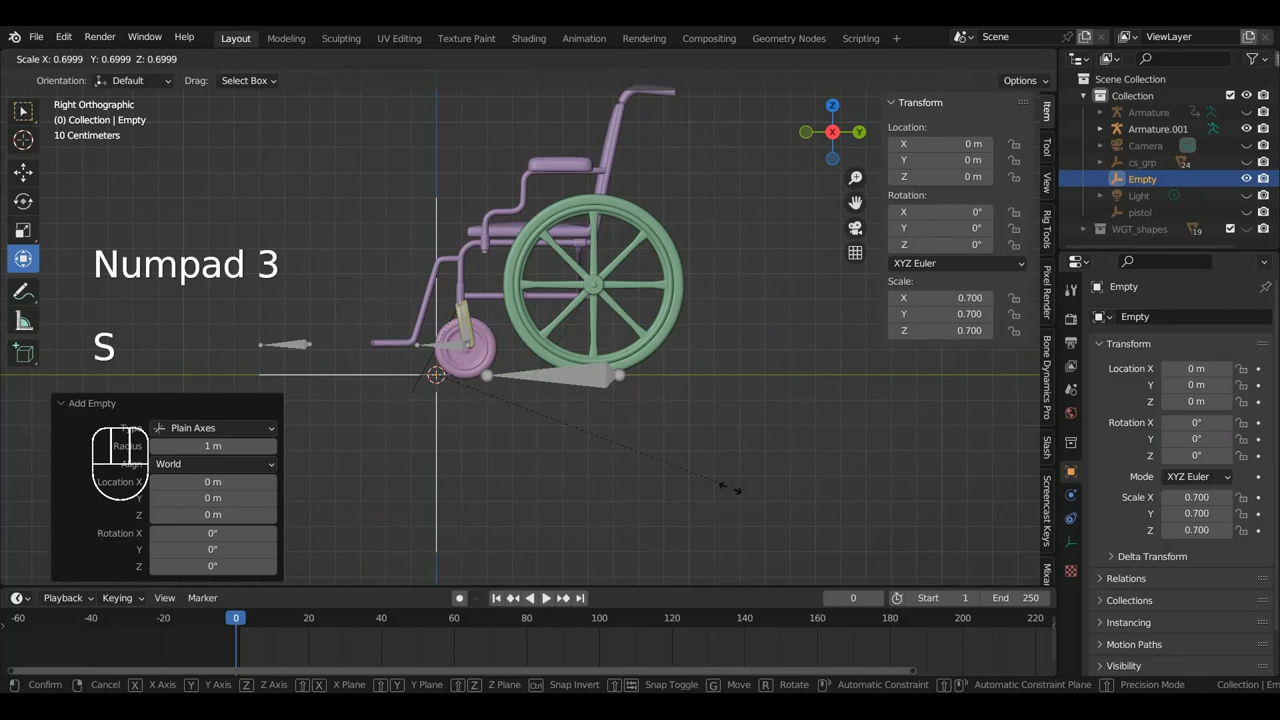 File Edit Render Window Help Layout Modeling Sculpting UV Editing Texture Paint Shading Animation Rendering Compositing Geometry Nodes Scripting + Scene ViewLayer
Scale X: 0.6999 Y: 0.6999 Z: 0.6999
Orientation: Default Drag: Select Box Options
Right Orthographic
(0) Collection | Empty
10 Centimeters
Numpad 3
S
Add Empty
Type Plain Axes
Radius 1 m
Align World
Location X 0 m
Y 0 m
Z 0 m
Rotation X 0°
Y 0°
Z 0°
Z
Y
X
Transform
Location:
X 0 m
Y 0 m
Z 0 m
Rotation:
X 0°
Y 0°
Z 0°
XYZ Euler
Scale:
X 0.700
Y 0.700
Z 0.700
Item
Tool
View
Rig Tools
Pixel Render
Bone Dynamics Pro
Slash
Screencast Keys
Mixar
Scene Collection
Collection
Armature
Armature.001
Camera
cs_grp 24
Empty
Light
pistol
WGT_shapes 19
Empty
Empty
Transform
Location X 0 m
Y 0 m
Z 0 m
Rotation X 0°
Y 0°
Z 0°
Mode XYZ Euler
Scale X 0.700
Y 0.700
Z 0.700
Delta Transform
Relations
Collections
Instancing
Motion Paths
Visibility
Playback Keying View Marker 0 Start 1 End 250
-60 -40 -20 0 20 40 60 80 100 120 140 160 180 200 220
Confirm Cancel X X Axis Y Y Axis Z Z Axis X X Plane Y Y Plane Z Z Plane Ctrl Snap Invert Snap Toggle G Move R Rotate Automatic Constraint Automatic Constraint Plane Precision Mode Collection | Em